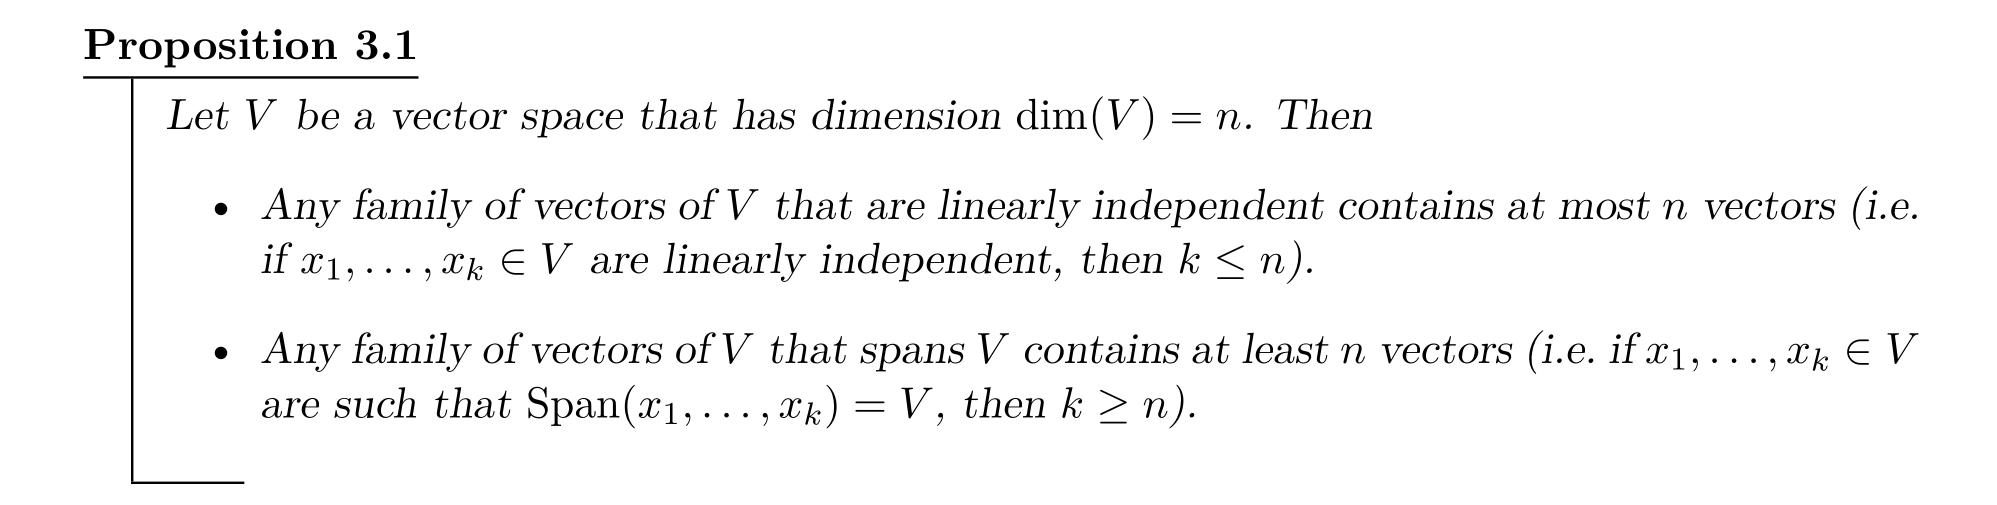 Proposition 3.1
Let V be a vector space that has dimension dim(V) = n. Then
• Any family of vectors of V that are linearly independent contains at most n vectors (i.e.
if x₁, . . . , xₖ ∈ V are linearly independent, then k ≤ n).
• Any family of vectors of V that spans V contains at least n vectors (i.e. if x₁, . . . , xₖ ∈ V
are such that Span(x₁, . . . , xₖ) = V, then k ≥ n).